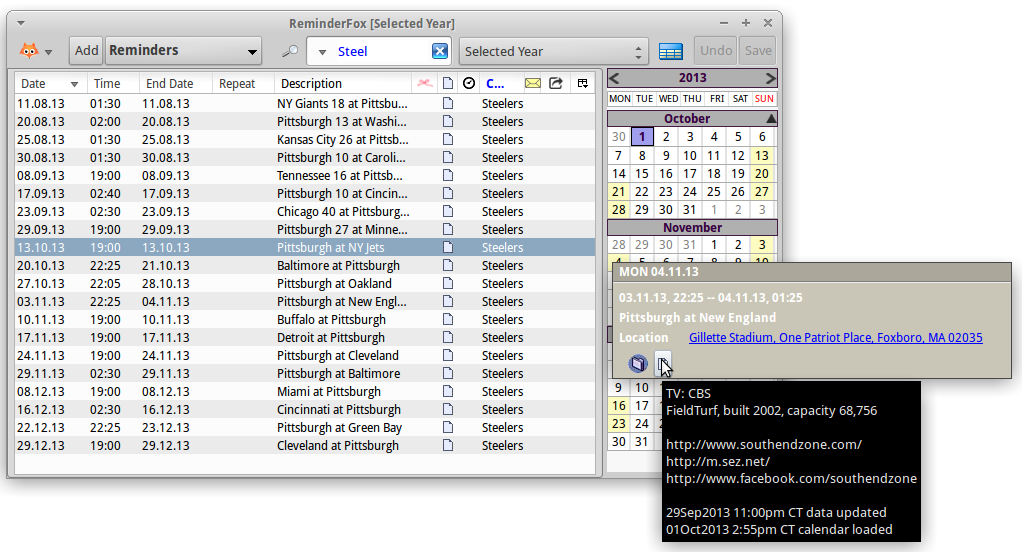 ReminderFox [Selected Year]
Add Reminders Steel Selected Year Undo Save
Date Time End Date Repeat Description C...
11.08.13 01:30 11.08.13 NY Giants 18 at Pittsbu... Steelers
20.08.13 02:00 20.08.13 Pittsburgh 13 at Washi... Steelers
25.08.13 01:30 25.08.13 Kansas City 26 at Pittsb... Steelers
30.08.13 01:30 30.08.13 Pittsburgh 10 at Caroli... Steelers
08.09.13 19:00 08.09.13 Tennessee 16 at Pittsb... Steelers
17.09.13 02:40 17.09.13 Pittsburgh 10 at Cincin... Steelers
23.09.13 02:30 23.09.13 Chicago 40 at Pittsburg... Steelers
29.09.13 19:00 29.09.13 Pittsburgh 27 at Minne... Steelers
13.10.13 19:00 13.10.13 Pittsburgh at NY Jets Steelers
20.10.13 22:25 21.10.13 Baltimore at Pittsburgh Steelers
27.10.13 22:05 28.10.13 Pittsburgh at Oakland Steelers
03.11.13 22:25 04.11.13 Pittsburgh at New Engl... Steelers
10.11.13 19:00 10.11.13 Buffalo at Pittsburgh Steelers
17.11.13 19:00 17.11.13 Detroit at Pittsburgh Steelers
24.11.13 19:00 24.11.13 Pittsburgh at Cleveland Steelers
29.11.13 02:30 29.11.13 Pittsburgh at Baltimore Steelers
08.12.13 19:00 08.12.13 Miami at Pittsburgh Steelers
16.12.13 02:30 16.12.13 Cincinnati at Pittsburgh Steelers
22.12.13 22:25 23.12.13 Pittsburgh at Green Bay Steelers
29.12.13 19:00 29.12.13 Cleveland at Pittsburgh Steelers
2013
MON TUE WED THU FRI SAT SUN
October
30 1 2 3 4 5 6
7 8 9 10 11 12 13
14 15 16 17 18 19 20
21 22 23 24 25 26 27
28 29 30 31 1 2 3
November
28 29 30 31 1 2 3
4 5 6 7 8 9 10
MON 04.11.13
03.11.13, 22:25 -- 04.11.13, 01:25
Pittsburgh at New England
Location Gillette Stadium, One Patriot Place, Foxboro, MA 02035
9 10
16 17
23 24
30 31
TV: CBS
FieldTurf, built 2002, capacity 68,756
http://www.southendzone.com/
http://m.sez.net/
http://www.facebook.com/southendzone
29Sep2013 11:00pm CT data updated
01Oct2013 2:55pm CT calendar loaded